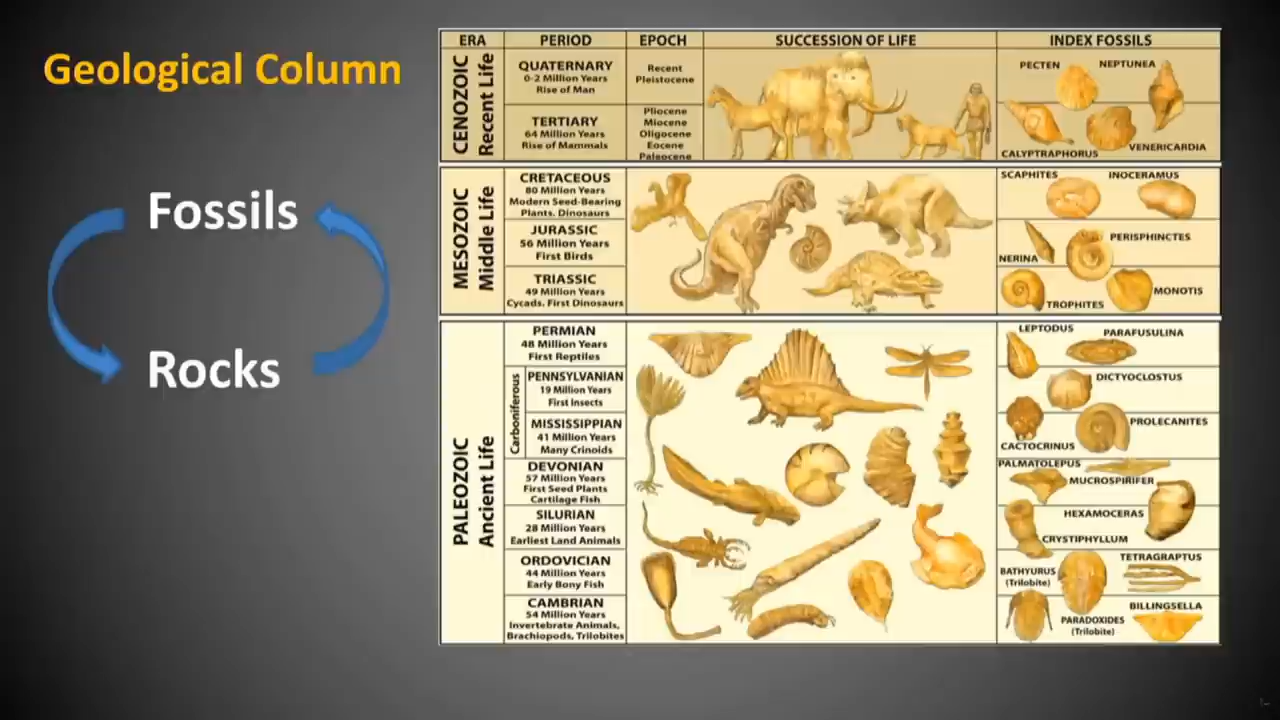 Geological Column
Fossils
Rocks
ERA
PERIOD
EPOCH
SUCCESSION OF LIFE
INDEX FOSSILS
CENOZOIC
Recent Life
QUATERNARY
0-2 Million Years
Rise of Man
Recent
Pleistocene
TERTIARY
64 Million Years
Rise of Mammals
Pliocene
Miocene
Oligocene
Eocene
Paleocene
PECTEN
NEPTUNEA
CALYPTRAPHORUS
VENERICARDIA
MESOZOIC
Middle Life
CRETACEOUS
80 Million Years
Modern Seed-Bearing
Plants. Dinosaurs
JURASSIC
56 Million Years
First Birds
TRIASSIC
49 Million Years
Cycads. First Dinosaurs
SCAPHITES
INOCERAMUS
PERISPHINCTES
NERINA
TROPHITES
MONOTIS
PALEOZOIC
Ancient Life
PERMIAN
48 Million Years
First Reptiles
Carboniferous
PENNSYLVANIAN
19 Million Years
First Insects
MISSISSIPPIAN
41 Million Years
Many Crinoids
DEVONIAN
57 Million Years
First Seed Plants
Cartilage Fish
SILURIAN
28 Million Years
Earliest Land Animals
ORDOVICIAN
44 Million Years
Early Bony Fish
CAMBRIAN
54 Million Years
Invertebrate Animals,
Brachiopods, Trilobites
LEPTODUS
PARAFUSULINA
DICTYOCLOSTUS
PROLECANITES
CACTOCRINUS
PALMATOLEPUS
MUCROSPIRIFER
HEXAMOCERAS
CRYSTIPHYLLUM
TETRAGRAPTUS
BATHYURUS
(Trilobite)
BILLINGSELLA
PARADOXIDES
(Trilobite)